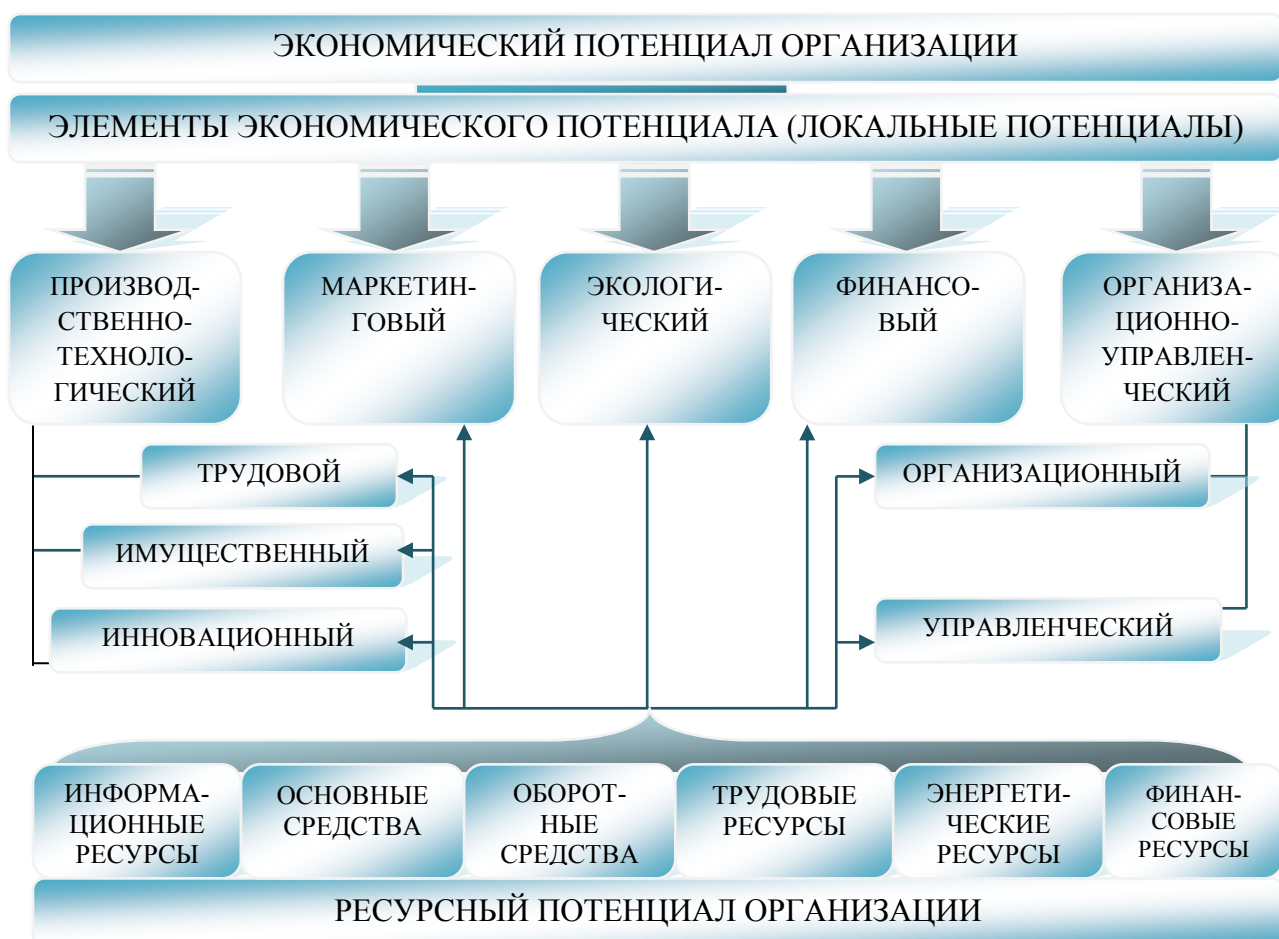 ЭКОНОМИЧЕСКИЙ ПОТЕНЦИАЛ ОРГАНИЗАЦИИ
ЭЛЕМЕНТЫ ЭКОНОМИЧЕСКОГО ПОТЕНЦИАЛА (ЛОКАЛЬНЫЕ ПОТЕНЦИАЛЫ)
ПРОИЗВОД-
СТВЕННО-
ТЕХНОЛО-
ГИЧЕСКИЙ
МАРКЕТИН-
ГОВЫЙ
ЭКОЛОГИ-
ЧЕСКИЙ
ФИНАНСО-
ВЫЙ
ОРГАНИЗА-
ЦИОННО-
УПРАВЛЕН-
ЧЕСКИЙ
ТРУДОВОЙ
ИМУЩЕСТВЕННЫЙ
ИННОВАЦИОННЫЙ
ОРГАНИЗАЦИОННЫЙ
УПРАВЛЕНЧЕСКИЙ
ИНФОРМА-
ЦИОННЫЕ
РЕСУРСЫ
ОСНОВНЫЕ
СРЕДСТВА
ОБОРОТ-
НЫЕ
СРЕДСТВА
ТРУДОВЫЕ
РЕСУРСЫ
ЭНЕРГЕТИ-
ЧЕСКИЕ
РЕСУРСЫ
ФИНАН-
СОВЫЕ
РЕСУРСЫ
РЕСУРСНЫЙ ПОТЕНЦИАЛ ОРГАНИЗАЦИИ